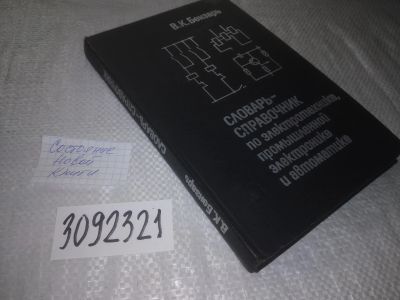 В.К. Бензарь
СЛОВАРЬ-
СПРАВОЧНИК
по электротехнике,
промышленной
электронике
и автоматике
СЛОВАРЬ-СПРАВОЧНИК
В.К. Бензарь
Состояние
новой
книги
3092321